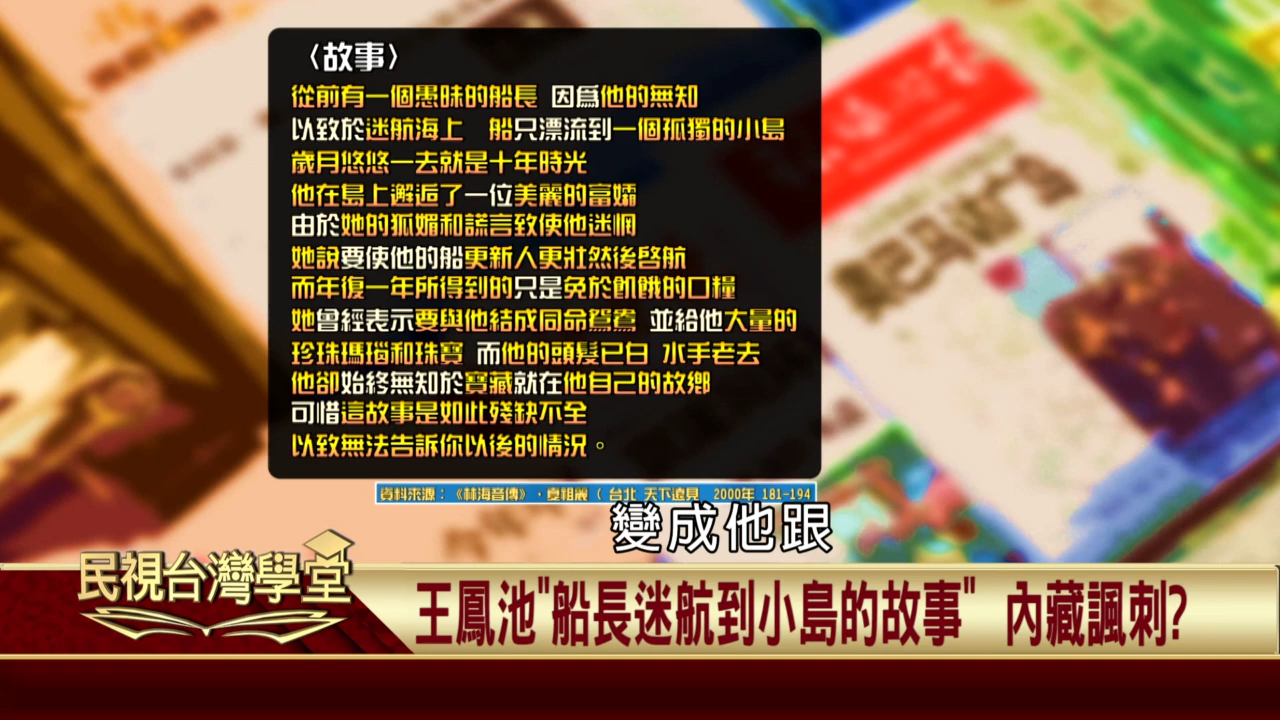 〈故事〉
從前有一個愚昧的船長 因為他的無知
以致於迷航海上 船只漂流到一個孤獨的小島
歲月悠悠一去就是十年時光
他在島上邂逅了一位美麗的富孀
由於她的狐媚和謊言致使他迷惘
她說要使他的船更新人更壯然後啓航
而年復一年所得到的只是免於飢餓的口糧
她曾經表示要與他結成同命鴛鴦 並給他大量的
珍珠瑪瑙和珠寶 而他的頭髮已白 水手老去
他卻始終無知於寶藏就在他自己的故鄉
可惜這故事是如此殘缺不全
以致無法告訴你以後的情況。
資料來源：《林海音傳》，夏祖麗（ 台北 天下遠見 2000年 181-194
變成他跟
民視台灣學堂
王鳳池"船長迷航到小島的故事" 內藏諷刺?